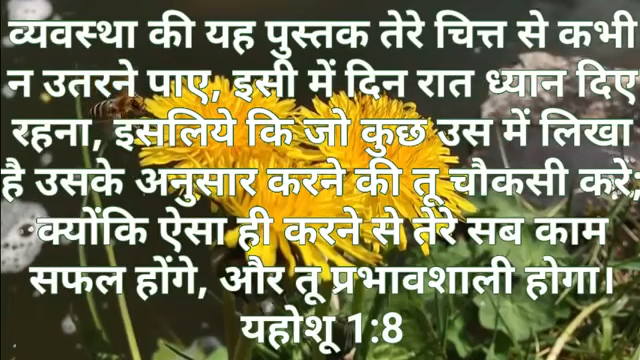 व्यवस्था की यह पुस्तक तेरे चित्त से कभी
न उतरने पाए, इसी में दिन रात ध्यान दिए
रहना, इसलिये कि जो कुछ उस में लिखा
है उसके अनुसार करने की तू चौकसी करे;
क्योंकि ऐसा ही करने से तेरे सब काम
सफल होंगे, और तू प्रभावशाली होगा।
यहोशू 1:8